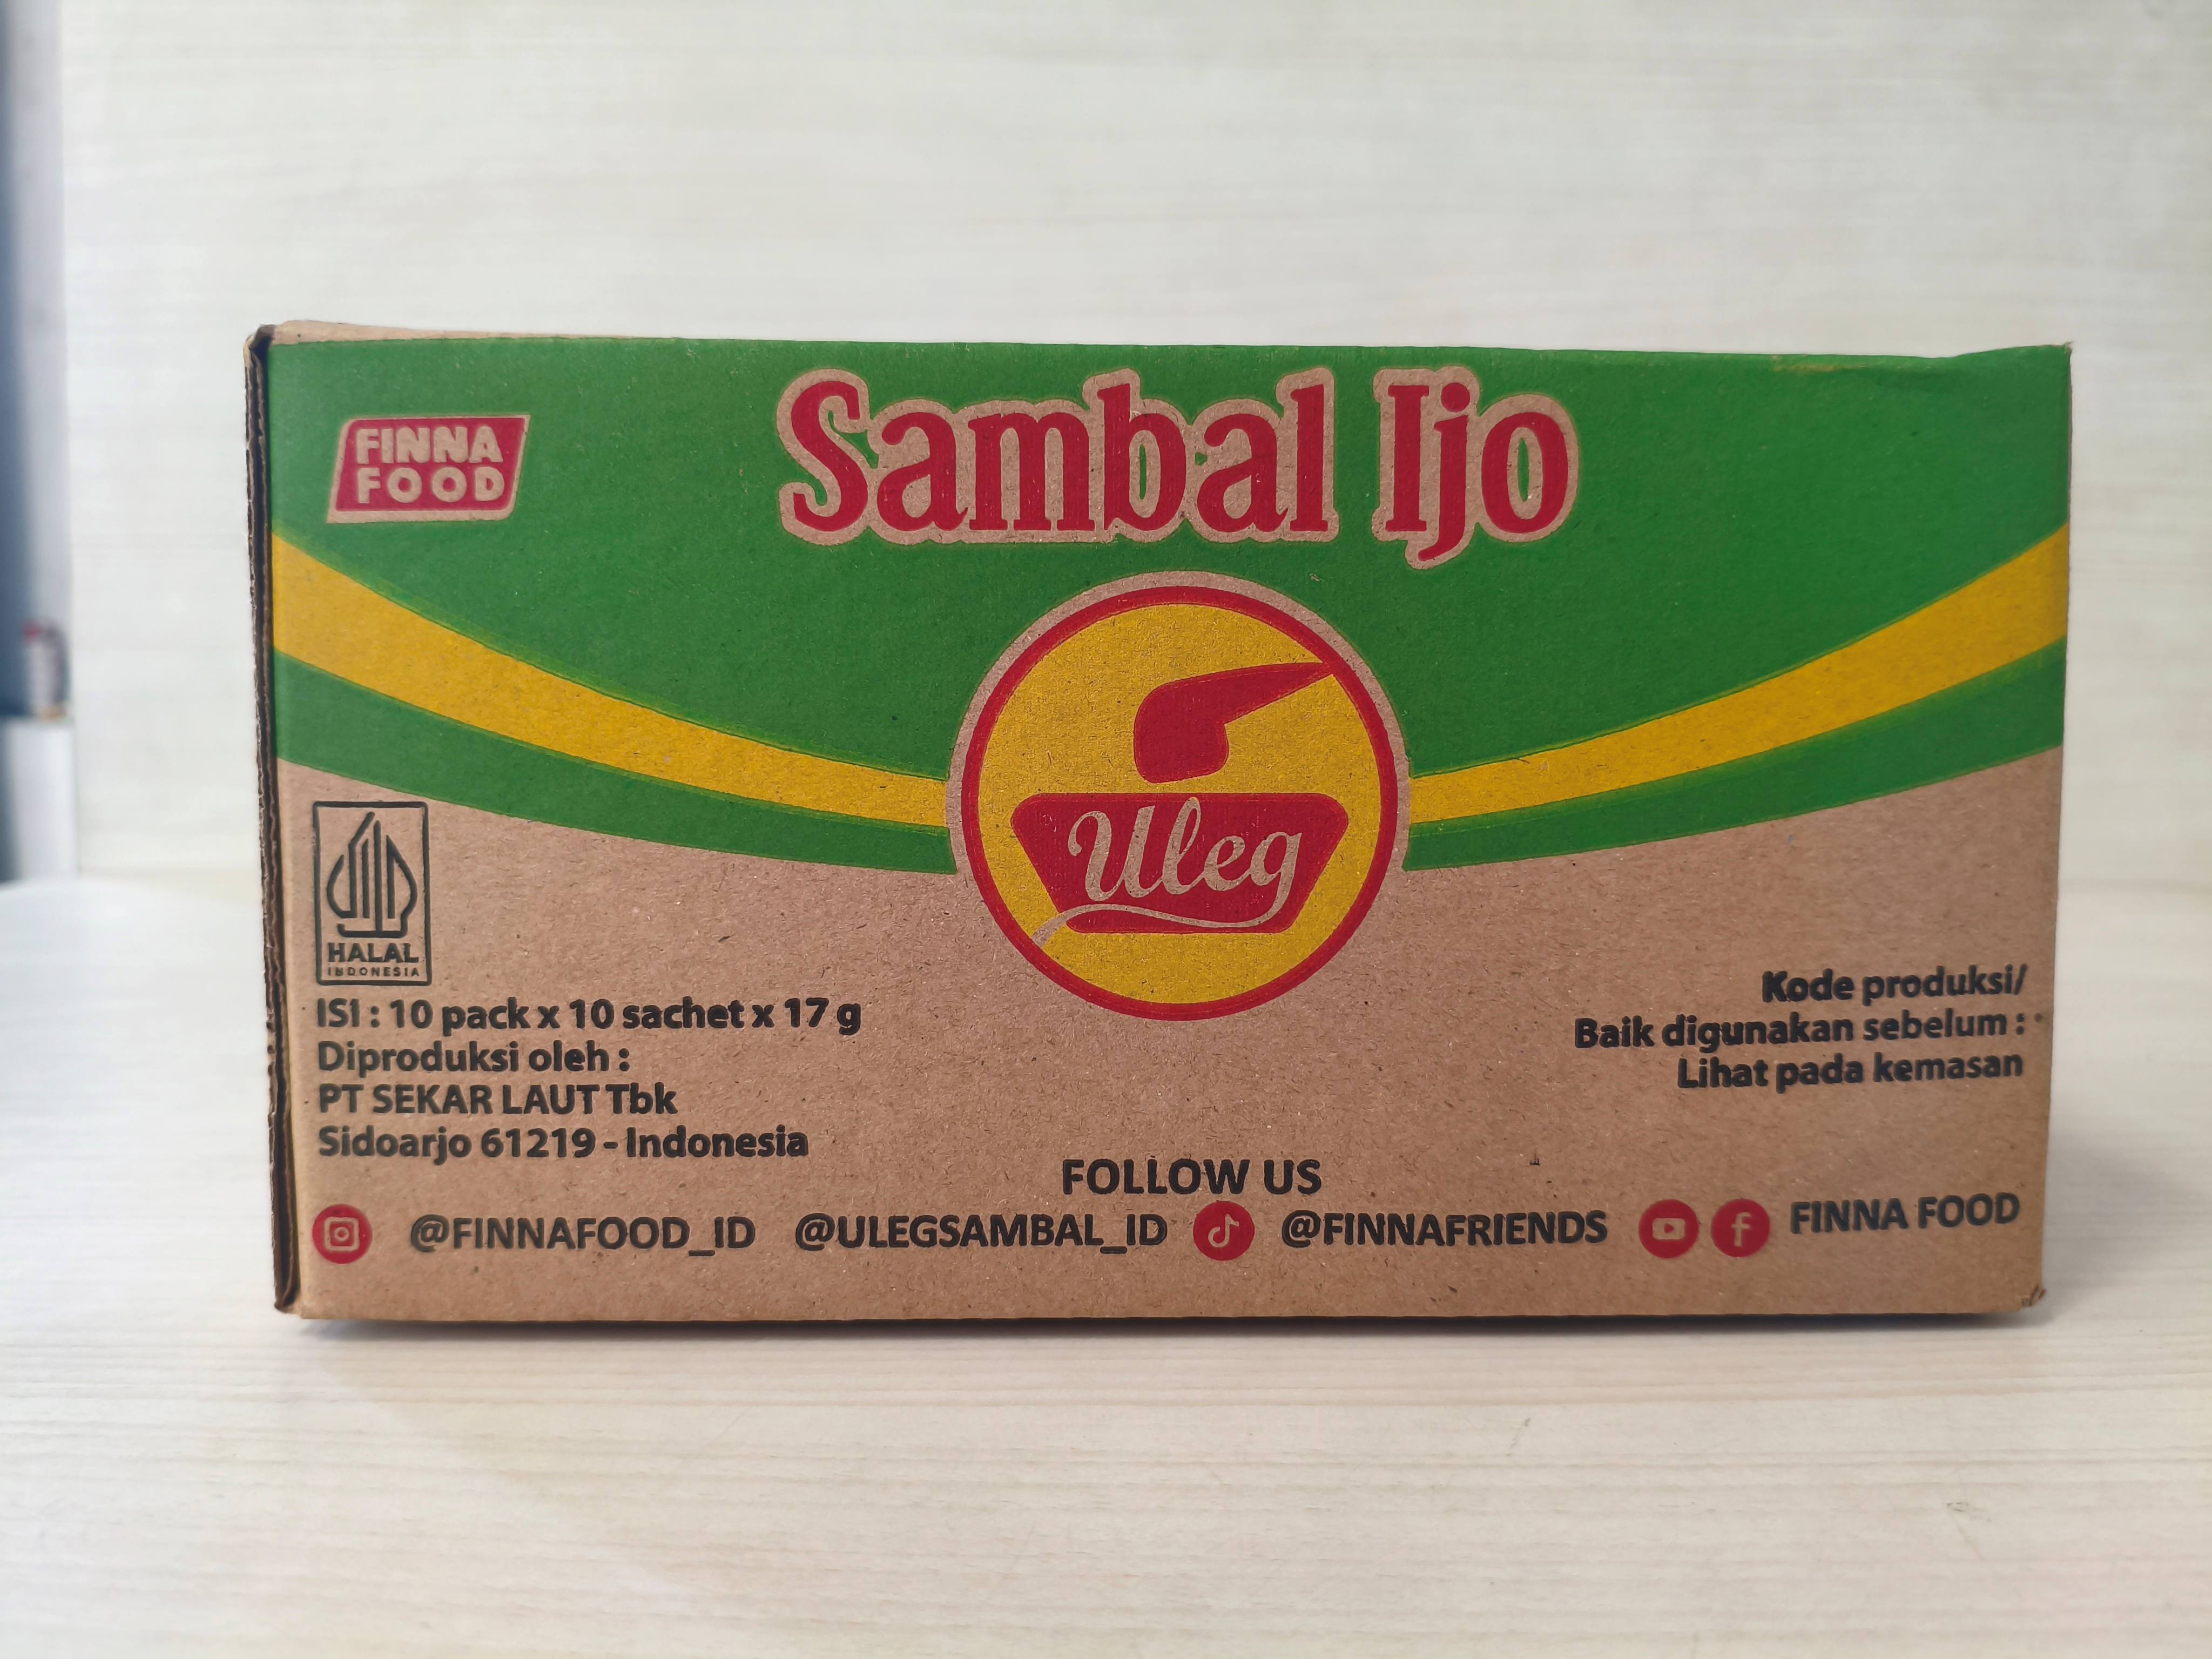 FINNA
FOOD
Sambal Ijo
Uleg
HALAL
INDONESIA
ISI : 10 pack x 10 sachet x 17 g
Diproduksi oleh :
PT SEKAR LAUT Tbk
Sidoarjo 61219 - Indonesia
Kode produksi/
Baik digunakan sebelum :
Lihat pada kemasan
FOLLOW US
@FINNAFOOD_ID @ULEGSAMBAL_ID @FINNAFRIENDS FINNA FOOD